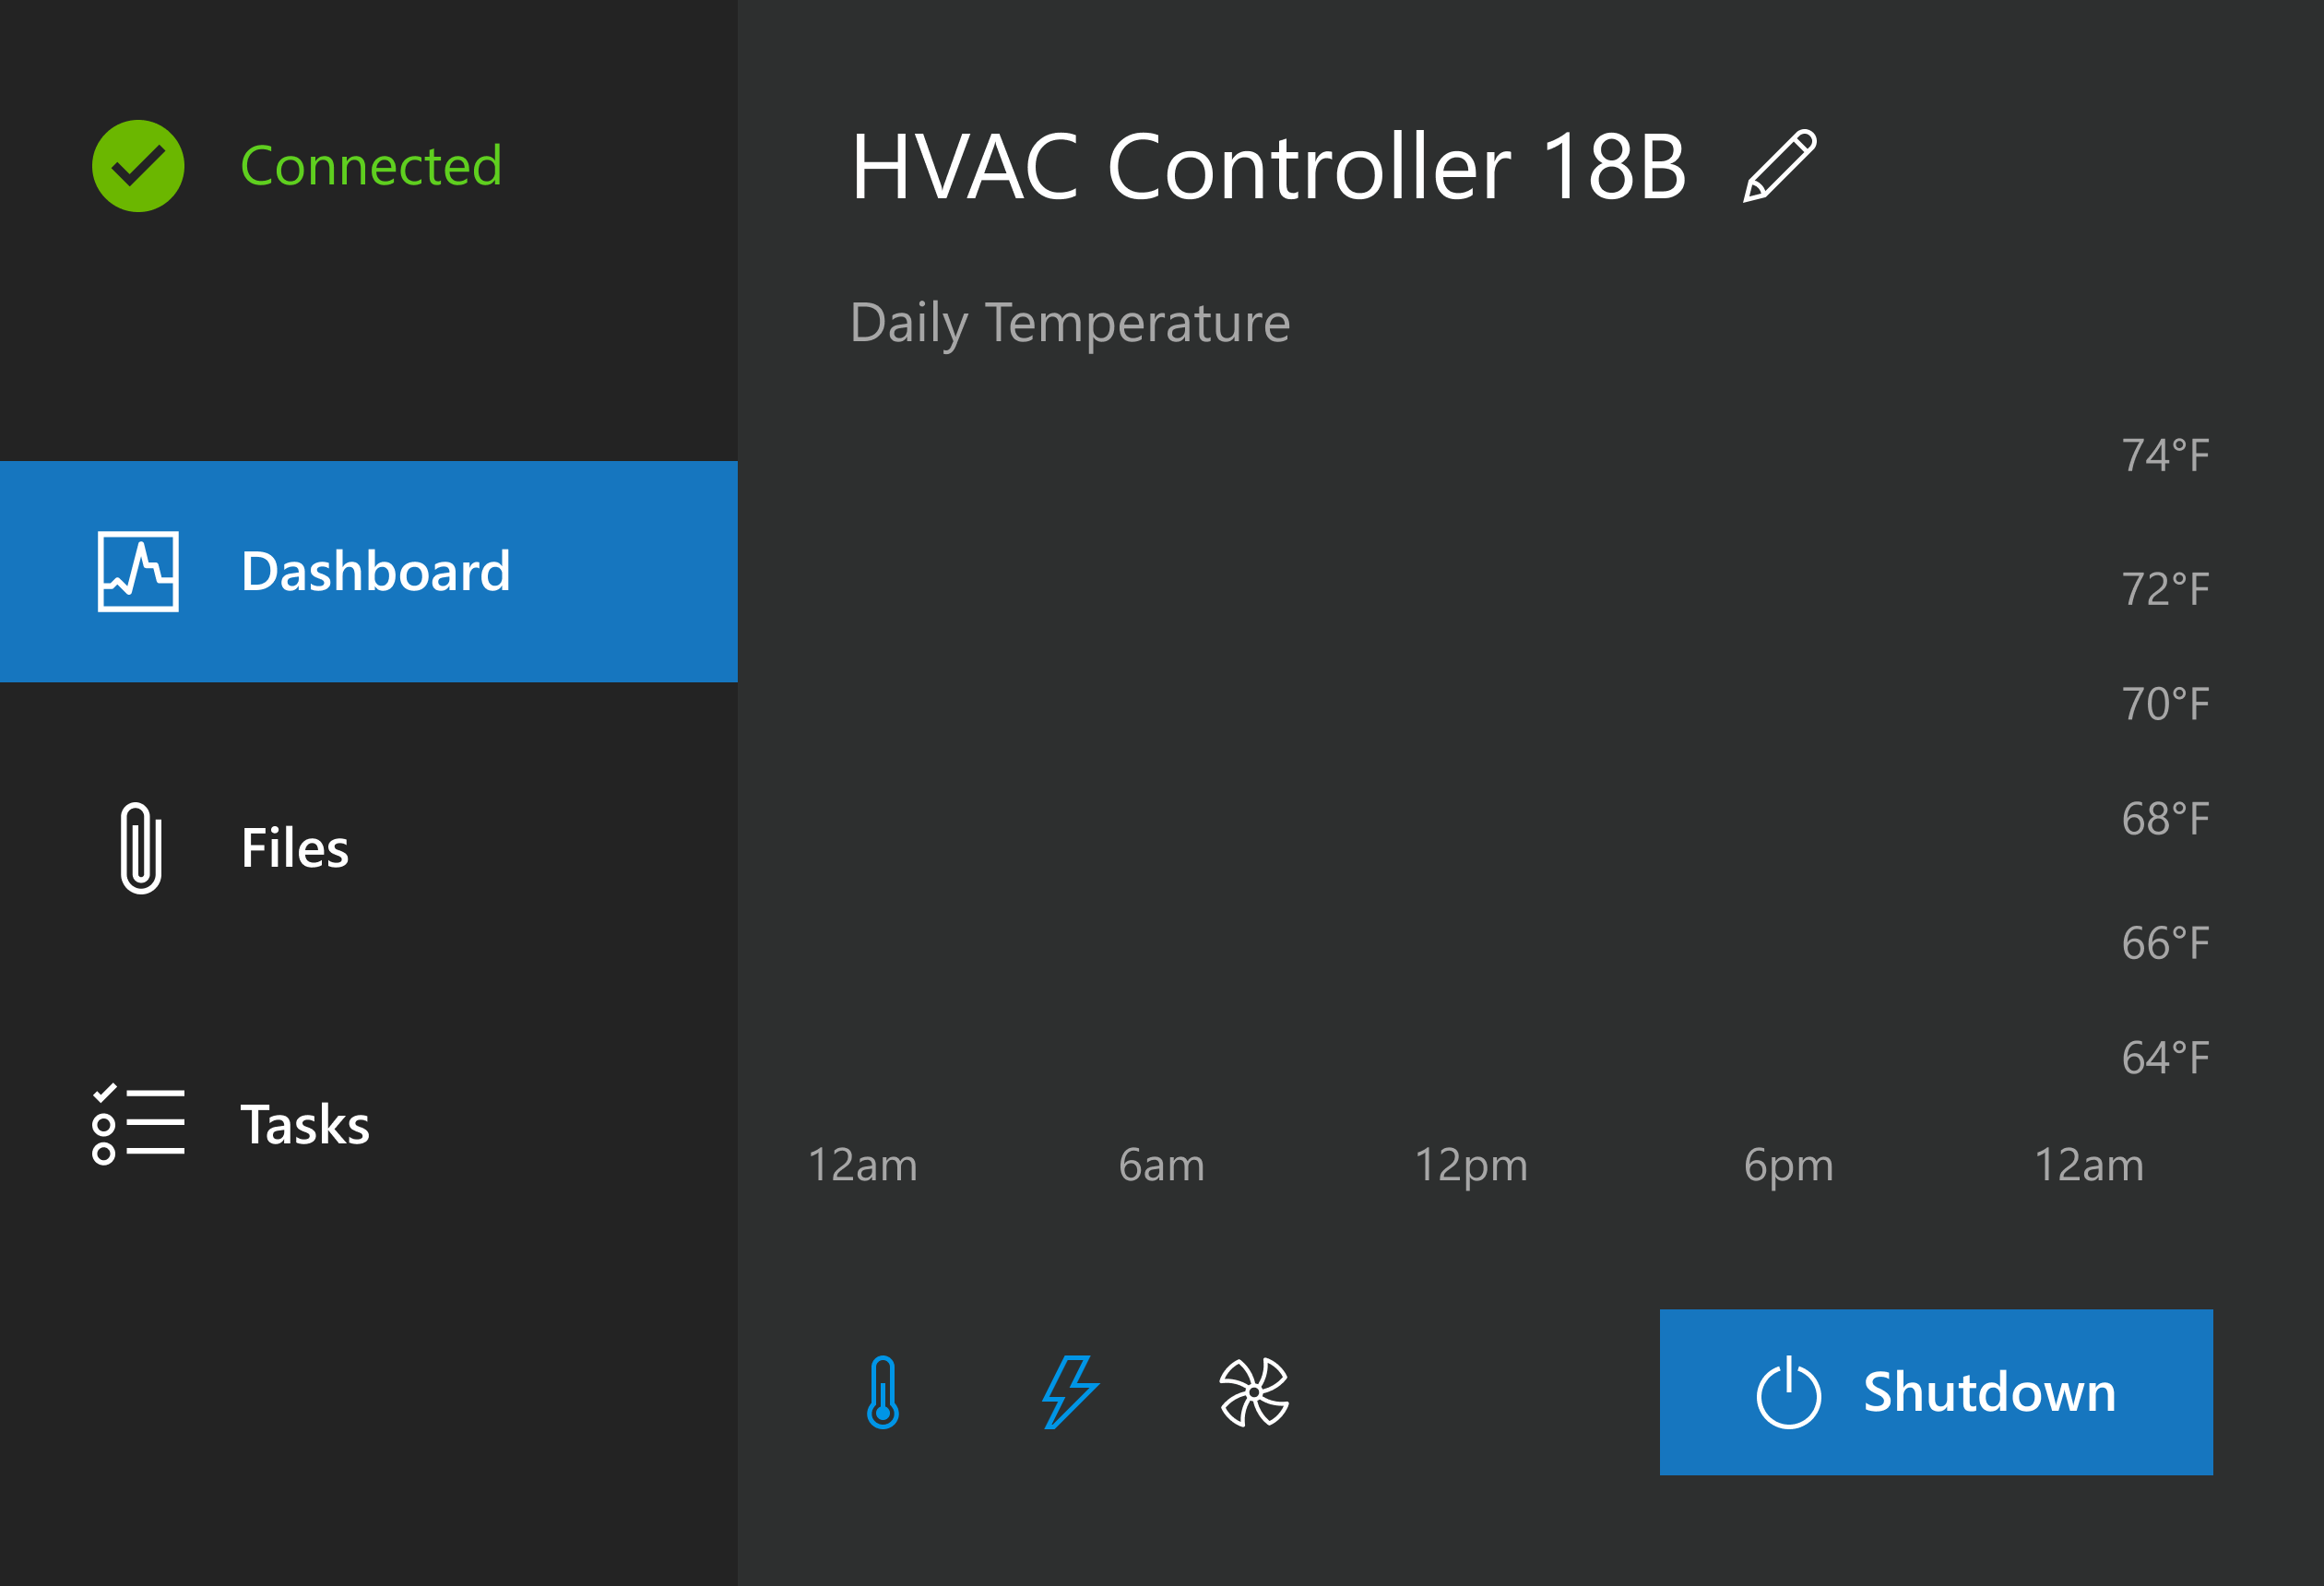 Connected
Dashboard
Files
Tasks
HVAC Controller 18B
Daily Temperature
74°F
72°F
70°F
68°F
66°F
64°F
12am 6am 12pm 6pm 12am
Shutdown